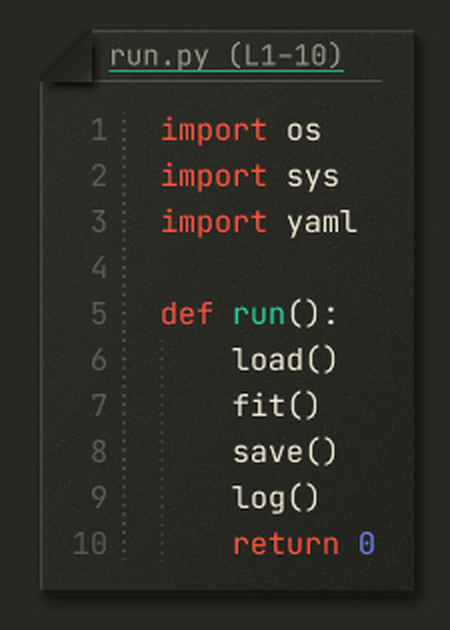 run.py (L1-10)
1 import os
2 import sys
3 import yaml
4
5 def run():
6     load()
7     fit()
8     save()
9     log()
10     return 0